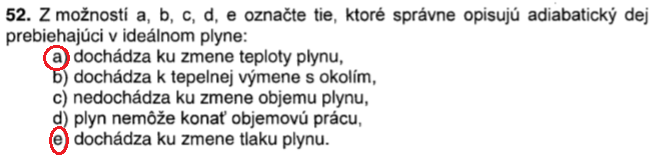 52. Z možností a, b, c, d, e označte tie, ktoré správne opisujú adiabatický dej
prebiehajúci v ideálnom plyne:
a) dochádza ku zmene teploty plynu,
b) dochádza k tepelnej výmene s okolím,
c) nedochádza ku zmene objemu plynu,
d) plyn nemôže konať objemovú prácu,
e) dochádza ku zmene tlaku plynu.